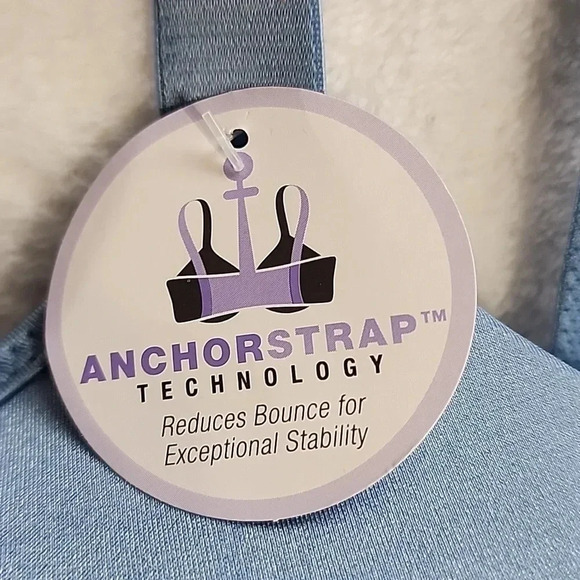 ANCHORSTRAP™
TECHNOLOGY
Reduces Bounce for
Exceptional Stability